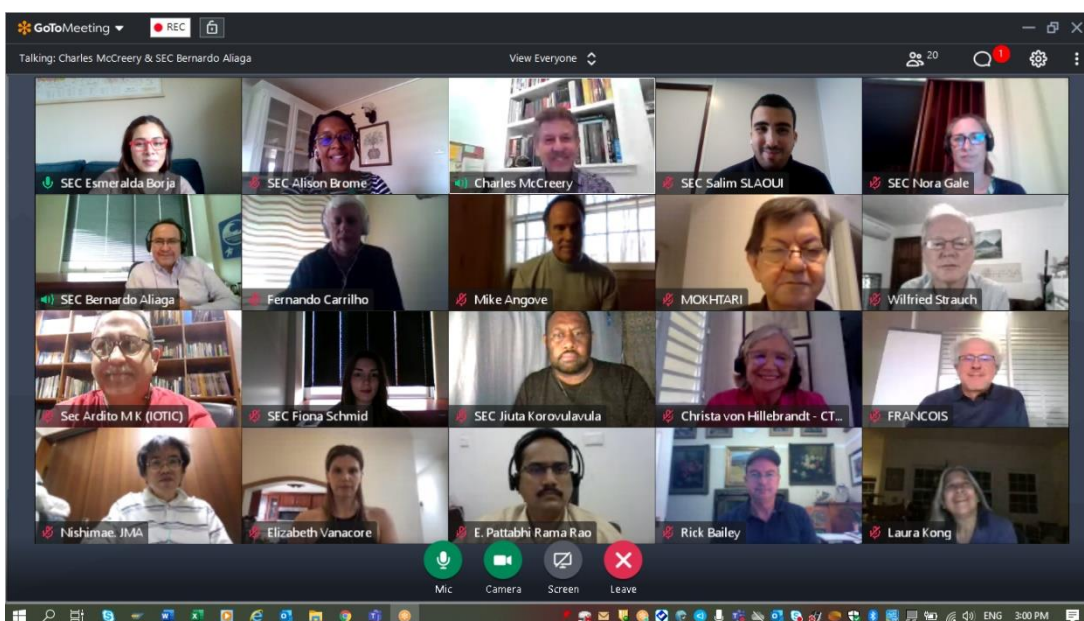 GoToMeeting
REC
Talking: Charles McCreery & SEC Bernardo Aliaga
View Everyone
20
1
SEC Esmeralda Borja
SEC Alison Brome
Charles McCreery
SEC Salim SLAOUI
SEC Nora Gale
SEC Bernardo Aliaga
Fernando Carrilho
Mike Angove
MOKHTARI
Wilfried Strauch
Sec Ardito M K (IOTIC)
SEC Fiona Schmid
SEC Jiuta Korovulavula
Christa von Hillebrandt - CT...
FRANCOIS
Nishimae. JMA
Elizabeth Vanacore
E. Pattabhi Rama Rao
Rick Bailey
Laura Kong
Mic
Camera
Screen
Leave
ENG
3:00 PM